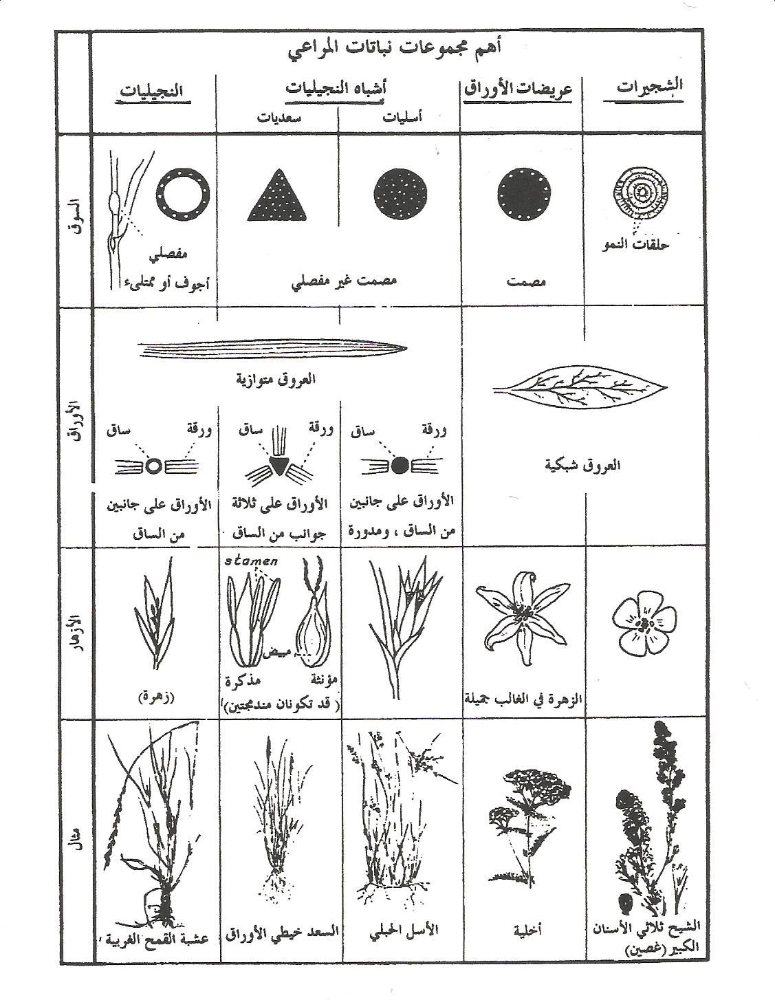 أهم مجموعات نباتات المراعي
الشجيرات
عريضات الأوراق
أشباه النجيليات
النجيليات
أسليات
سعديات
السوق
حلقات النمو
مصمت
مصمت غير مفصلي
مفصلي
أجوف أو ممتلىء
الأوراق
العروق شبكية
العروق متوازية
ورقة
ساق
ورقة
ساق
ورقة
ساق
الأوراق على جانبين
من الساق ، ومدورة
الأوراق على ثلاثة
جوانب من الساق
الأوراق على جانبين
من الساق
الأزهار
الزهرة في الغالب جميلة
stamen
مبيض
مؤنثة
مذكرة
(قد تكونان مندمجتين)
(زهرة)
مثال
الشيح ثلاثي الأسنان
الكبير (غصين)
أخلية
الأسل الحبلي
السعد خيطي الأوراق
عشبة القمح الغربية